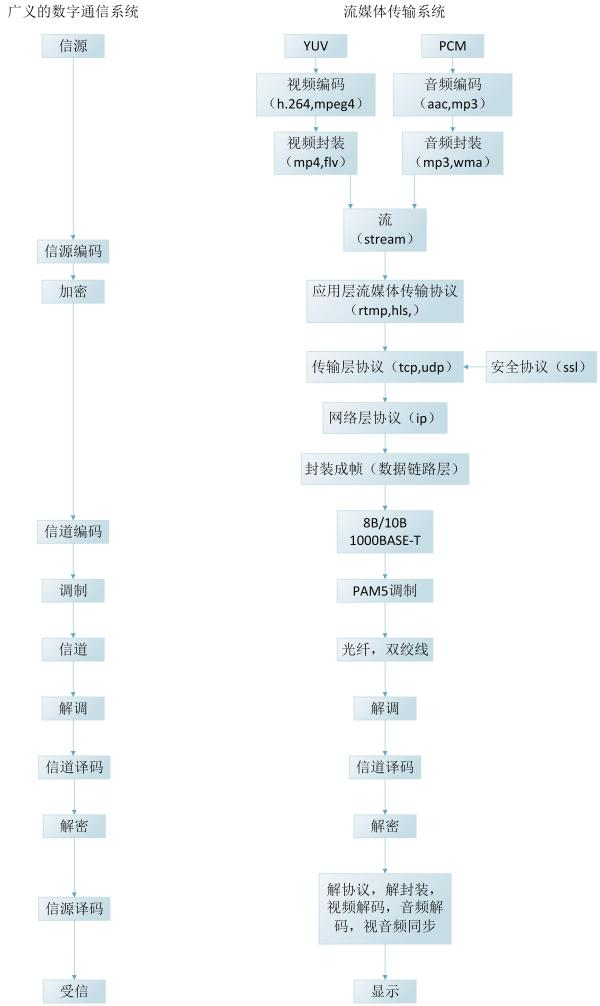 广义的数字通信系统
信源
信源编码
加密
信道编码
调制
信道
解调
信道译码
解密
信源译码
受信
流媒体传输系统
YUV
PCM
视频编码
（h.264,mpeg4）
音频编码
（aac,mp3）
视频封装
（mp4,flv）
音频封装
（mp3,wma）
流
（stream）
应用层流媒体传输协议
（rtmp,hls,）
传输层协议（tcp,udp）
安全协议（ssl）
网络层协议（ip）
封装成帧（数据链路层）
8B/10B
1000BASE-T
PAM5调制
光纤，双绞线
解调
信道译码
解密
解协议，解封装，
视频解码，音频解
码，视音频同步
显示